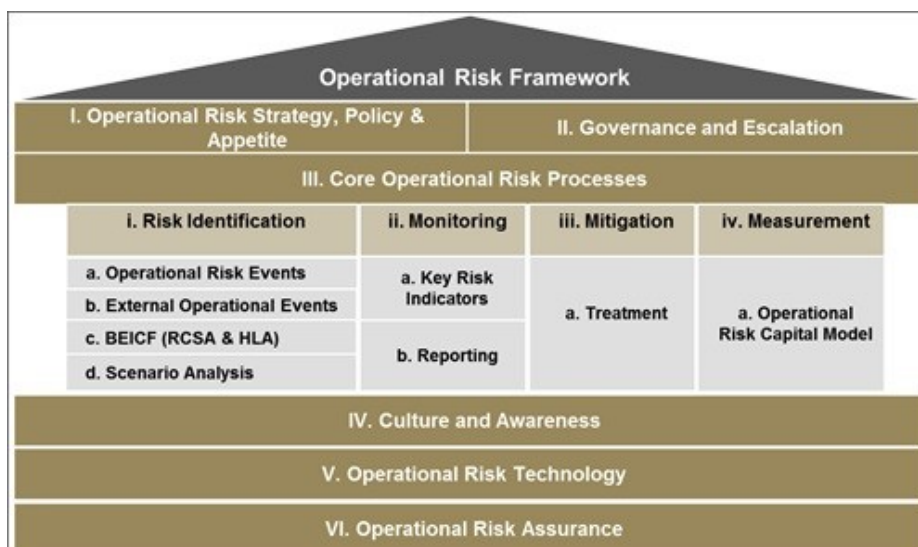 Operational Risk Framework
I. Operational Risk Strategy, Policy &
Appetite
II. Governance and Escalation
III. Core Operational Risk Processes
i. Risk Identification
ii. Monitoring
iii. Mitigation
iv. Measurement
a. Operational Risk Events
b. External Operational Events
c. BEICF (RCSA & HLA)
d. Scenario Analysis
a. Key Risk
Indicators
b. Reporting
a. Treatment
a. Operational
Risk Capital Model
IV. Culture and Awareness
V. Operational Risk Technology
VI. Operational Risk Assurance